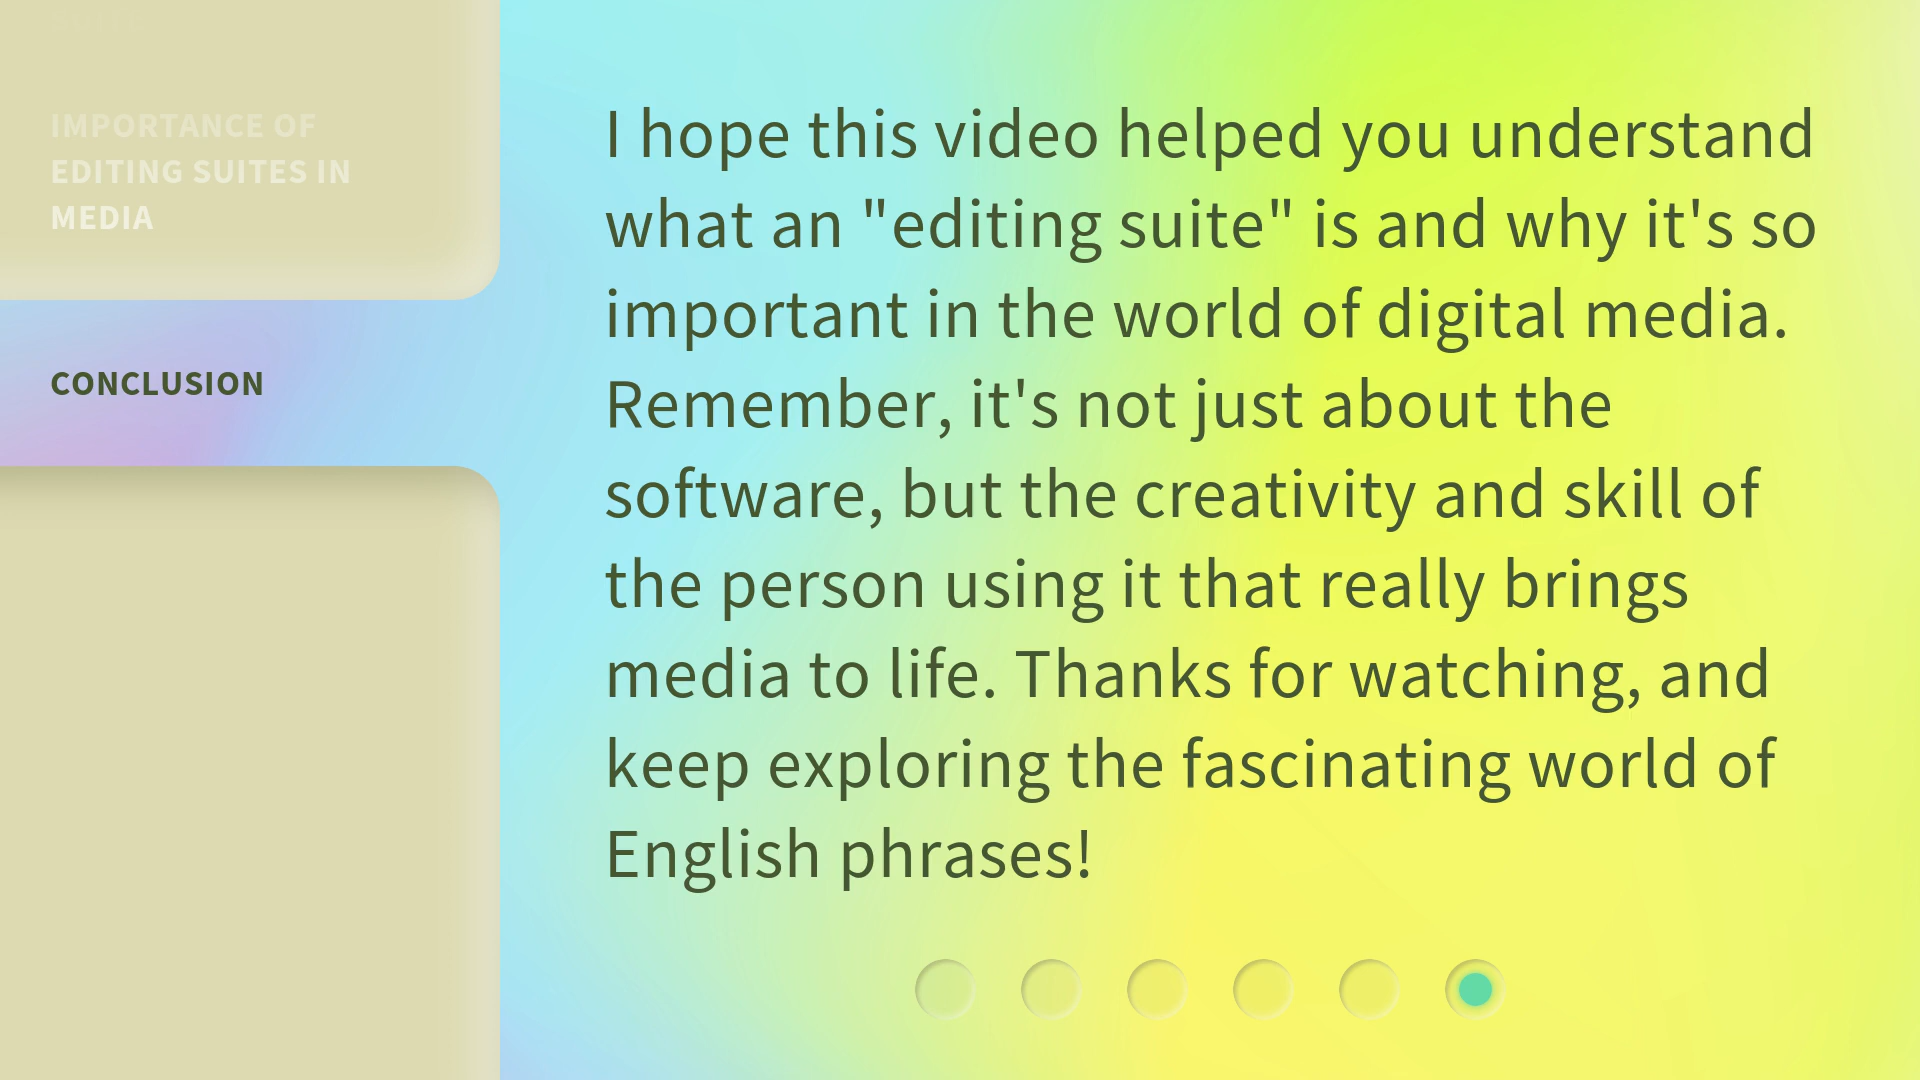 IMPORTANCE OF
EDITING SUITES IN
MEDIA
CONCLUSION
I hope this video helped you understand
what an "editing suite" is and why it's so
important in the world of digital media.
Remember, it's not just about the
software, but the creativity and skill of
the person using it that really brings
media to life. Thanks for watching, and
keep exploring the fascinating world of
English phrases!